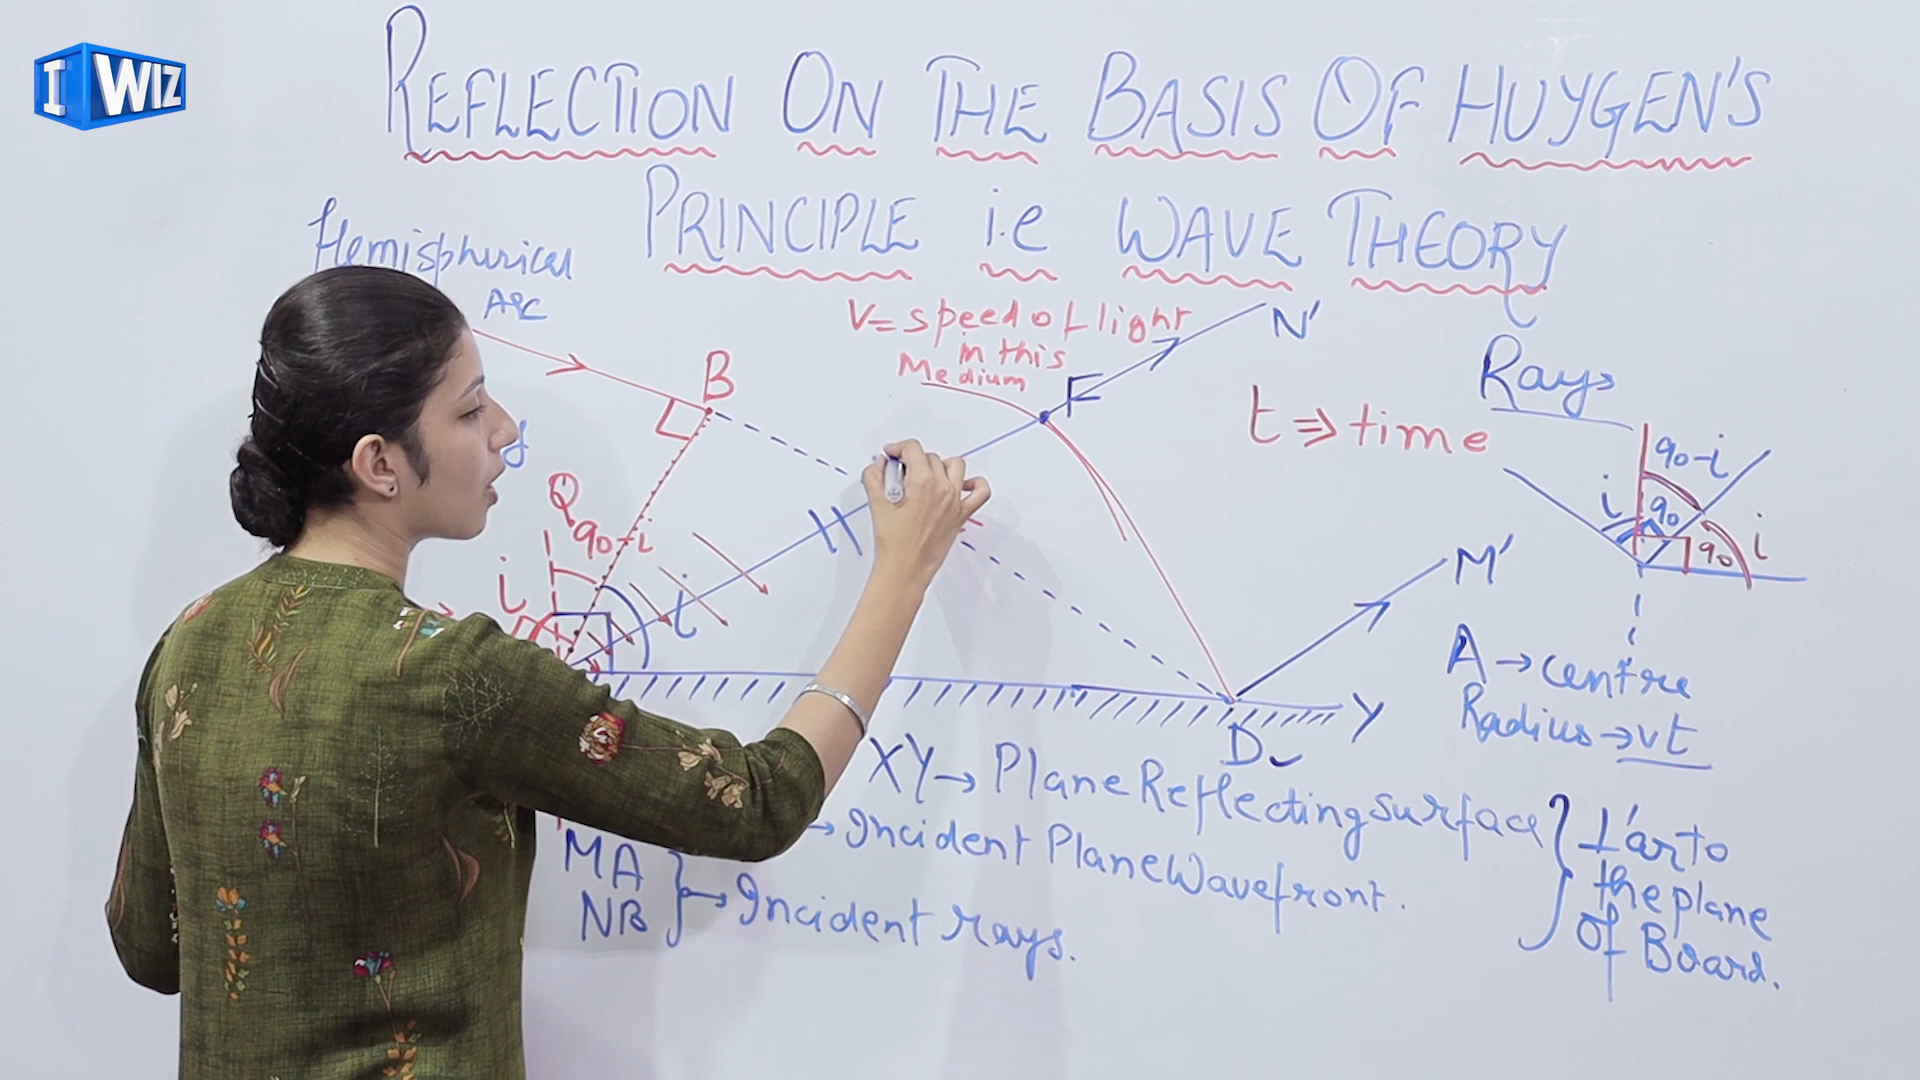 I WIZ
REFLECTION ON THE BASIS OF HUYGEN'S
PRINCIPLE i.e WAVE THEORY
Hemispherical
Arc
V= speed of light
in this
Medium
N'
F
B
Rays
t ⇒ time
90-i
i
90
90
i
Q
90-i
i
M'
A → centre
Radius → vt
D
Y
XY → Plane Reflecting surface
→ Incident Plane Wavefront.
MA
NB
→ Incident rays.
⊥'ar to
the plane
of Board.